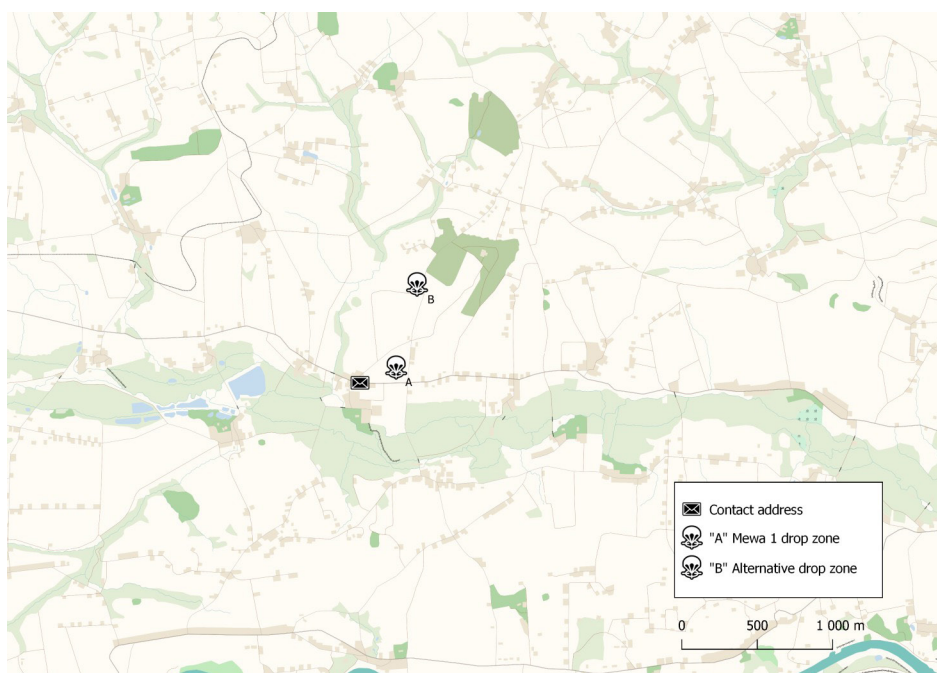 B
A
Contact address
"A" Mewa 1 drop zone
"B" Alternative drop zone
0 500 1 000 m